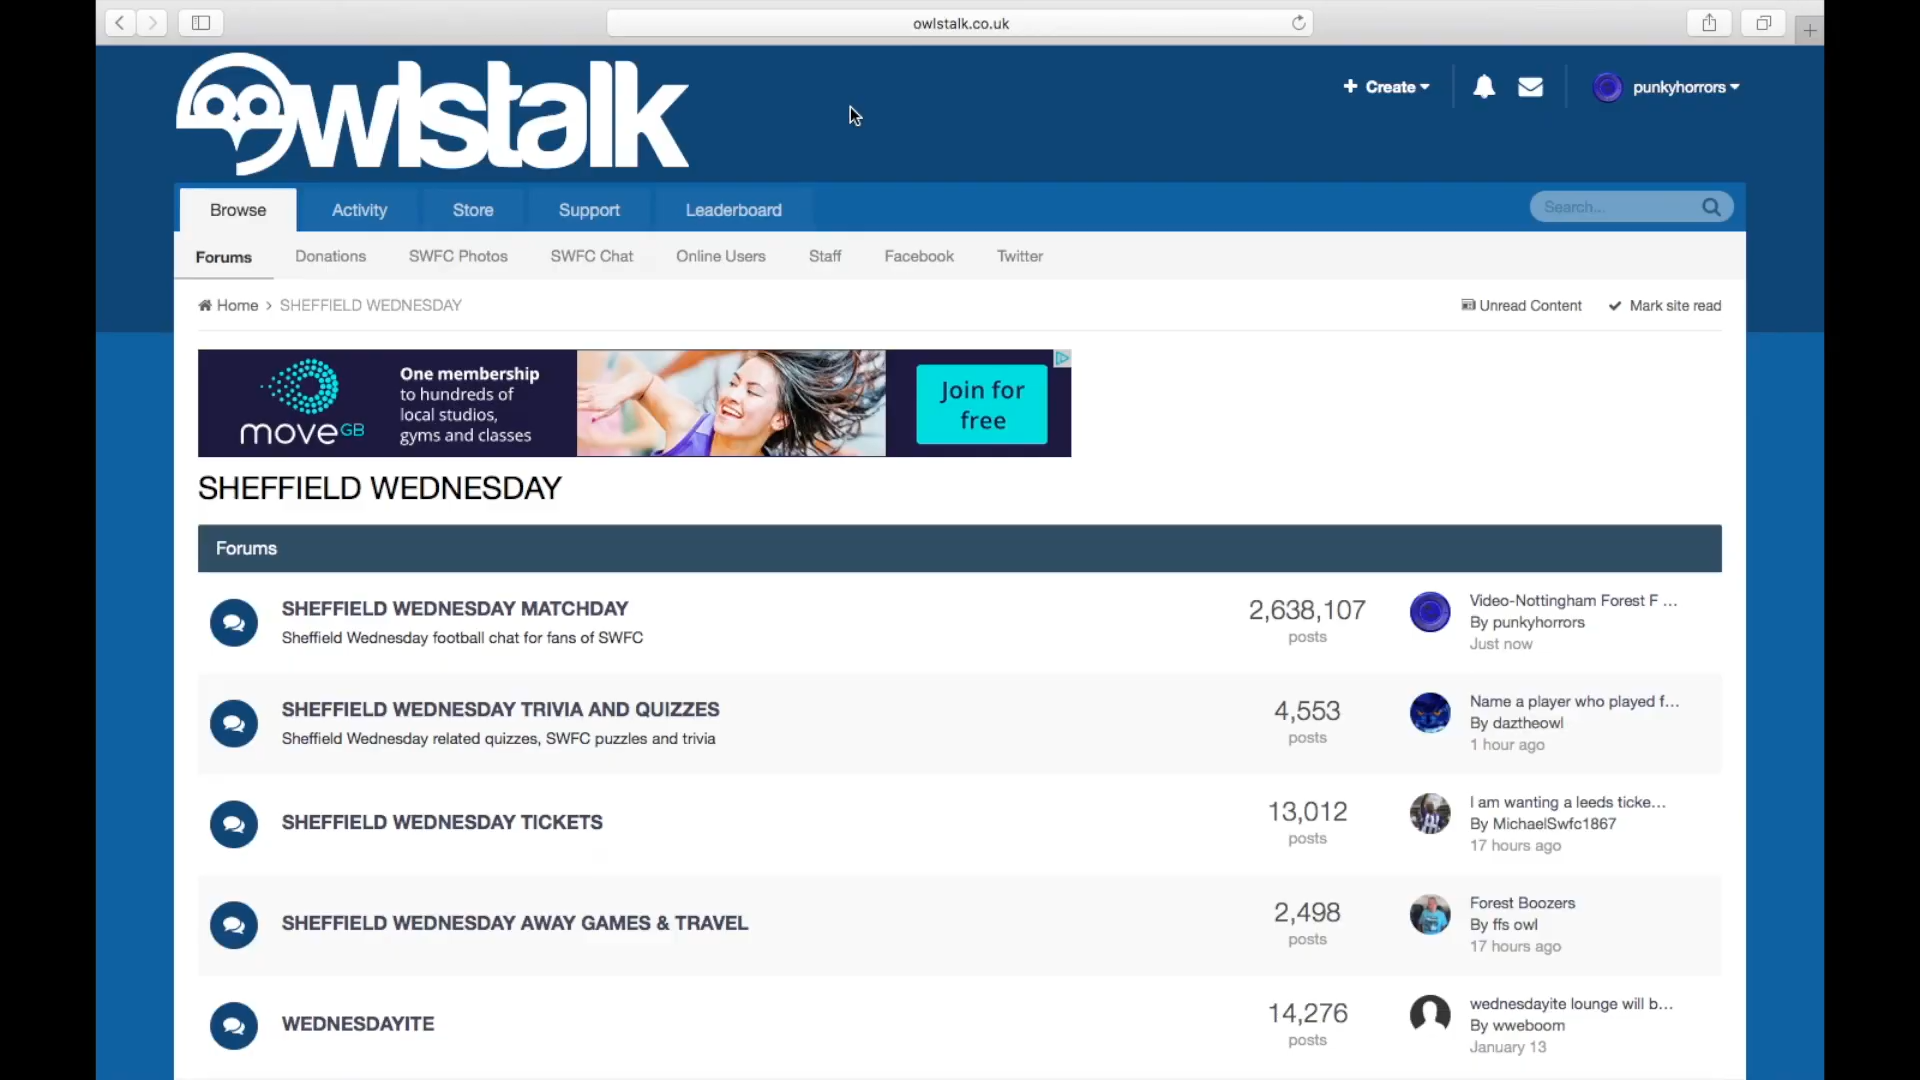 owlstalk.co.uk
Owlstalk
+ Create
punkyhorrors
Browse
Activity
Store
Support
Leaderboard
Search...
Forums
Donations
SWFC Photos
SWFC Chat
Online Users
Staff
Facebook
Twitter
Home > SHEFFIELD WEDNESDAY
Unread Content
Mark site read
moveGB
One membership
to hundreds of
local studios,
gyms and classes
Join for
free
SHEFFIELD WEDNESDAY
Forums
SHEFFIELD WEDNESDAY MATCHDAY
Sheffield Wednesday football chat for fans of SWFC
2,638,107
posts
Video-Nottingham Forest F ...
By punkyhorrors
Just now
SHEFFIELD WEDNESDAY TRIVIA AND QUIZZES
Sheffield Wednesday related quizzes, SWFC puzzles and trivia
4,553
posts
Name a player who played f...
By daztheowl
1 hour ago
SHEFFIELD WEDNESDAY TICKETS
13,012
posts
I am wanting a leeds ticke...
By MichaelSwfc1867
17 hours ago
SHEFFIELD WEDNESDAY AWAY GAMES & TRAVEL
2,498
posts
Forest Boozers
By ffs owl
17 hours ago
WEDNESDAYITE
14,276
posts
wednesdayite lounge will b...
By wweboom
January 13